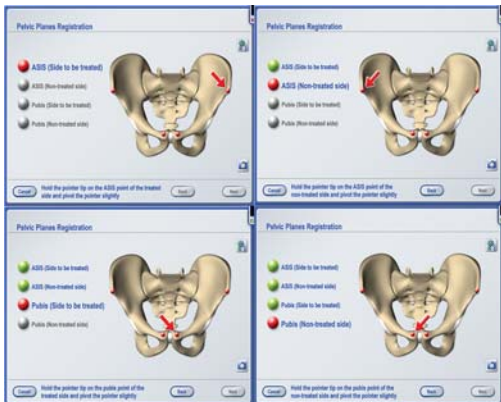 Pelvic Planes Registration
ASIS (Side to be treated)
ASIS (Non-treated side)
Pubis (Side to be treated)
Pubis (Non-treated side)
Cancel
Hold the pointer tip on the ASIS point of the treated
side and pivot the pointer slightly
Back
Next
Pelvic Planes Registration
ASIS (Side to be treated)
ASIS (Non-treated side)
Pubis (Side to be treated)
Pubis (Non-treated side)
Cancel
Hold the pointer tip on the ASIS point of the
non-treated side and pivot the pointer slightly
Back
Next
Pelvic Planes Registration
ASIS (Side to be treated)
ASIS (Non-treated side)
Pubis (Side to be treated)
Pubis (Non-treated side)
Cancel
Hold the pointer tip on the pubis point of the
treated side and pivot the pointer slightly
Back
Next
Pelvic Planes Registration
ASIS (Side to be treated)
ASIS (Non-treated side)
Pubis (Side to be treated)
Pubis (Non-treated side)
Cancel
Hold the pointer tip on the pubis point of the
non-treated side and pivot the pointer slightly
Back
Next